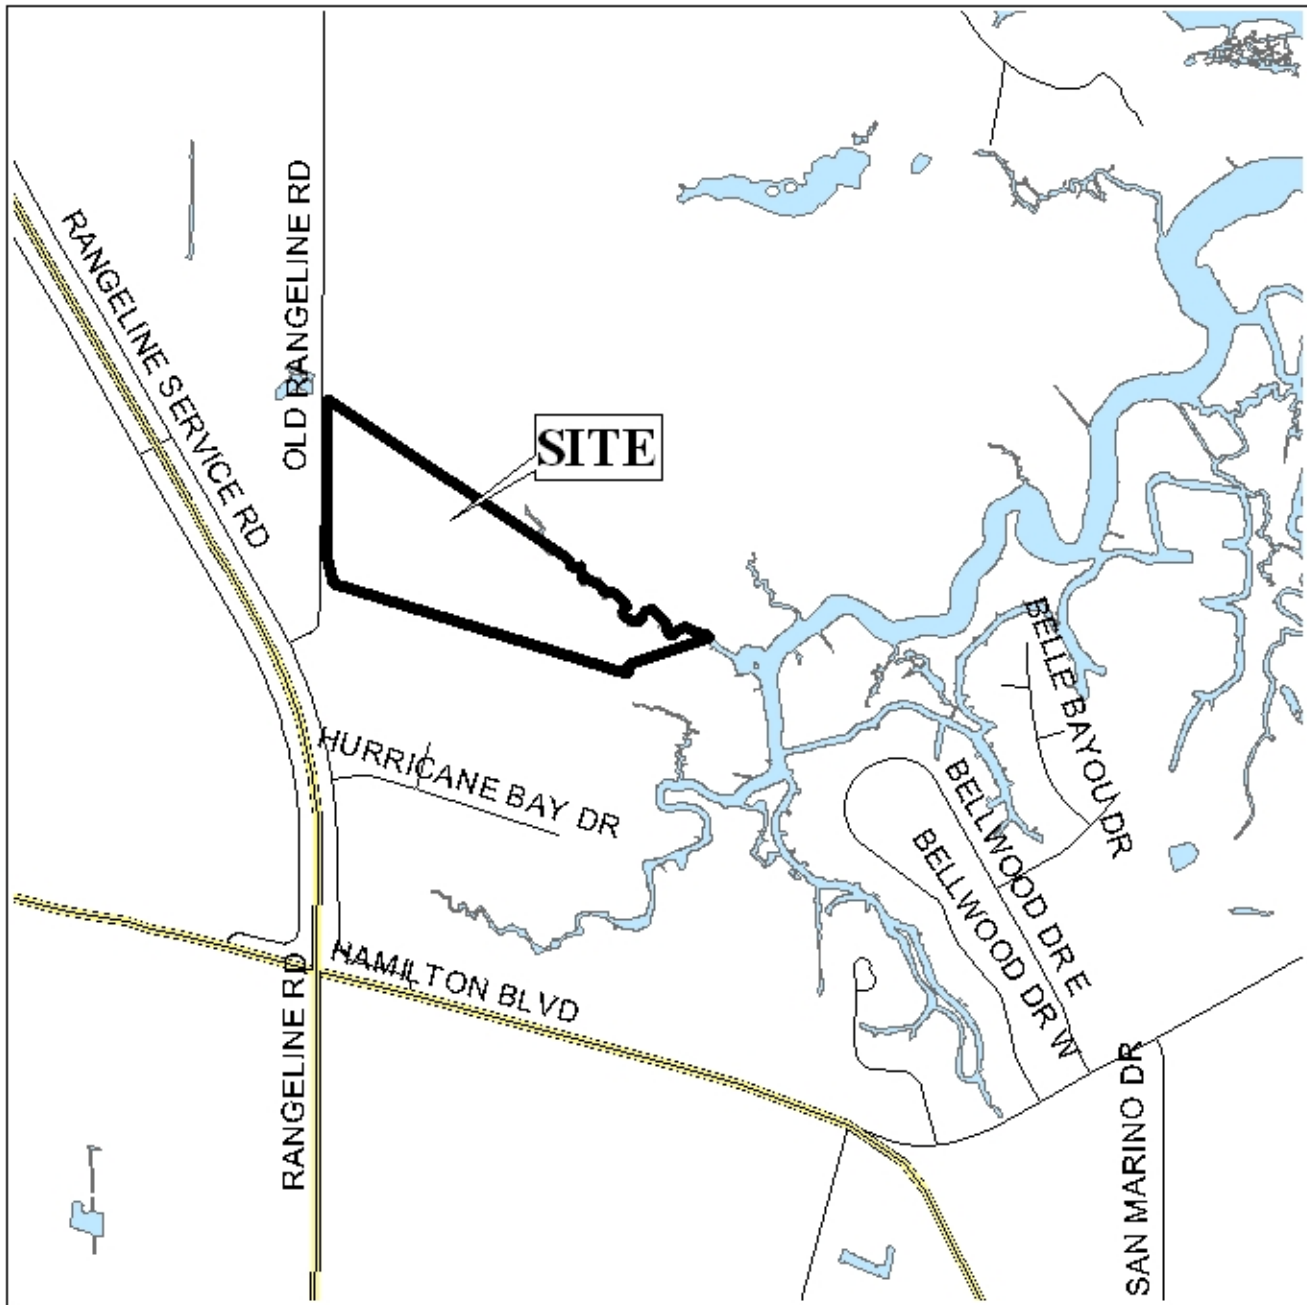 RANGELINE SERVICE RD
OLD RANGELINE RD
SITE
BELLE BAYOU DR
HURRICANE BAY DR
BELLWOOD DR E
BELLWOOD DR W
HAMILTON BLVD
RANGELINE RD
SAN MARINO DR